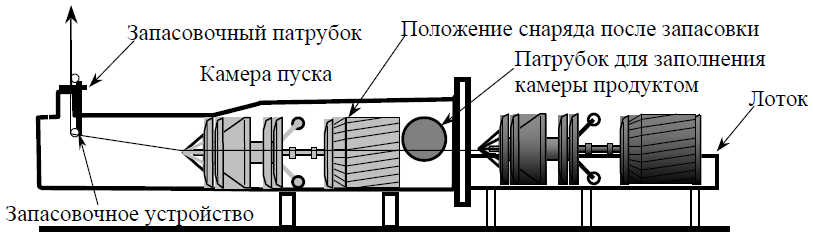 Запасовочный патрубок
Положение снаряда после запасовки
Камера пуска
Патрубок для заполнения
камеры продуктом
Лоток
Запасовочное устройство